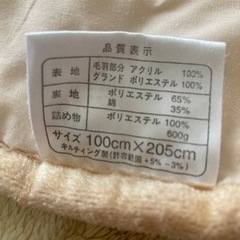 品質表示
表地 毛羽部分 アクリル 100%
グランド ポリエステル 100%
裏地 ポリエステル 65%
綿 35%
詰め物 ポリエステル 100%
600g
サイズ 100cm×205cm
キルティング製(許容範囲+5% -3%)